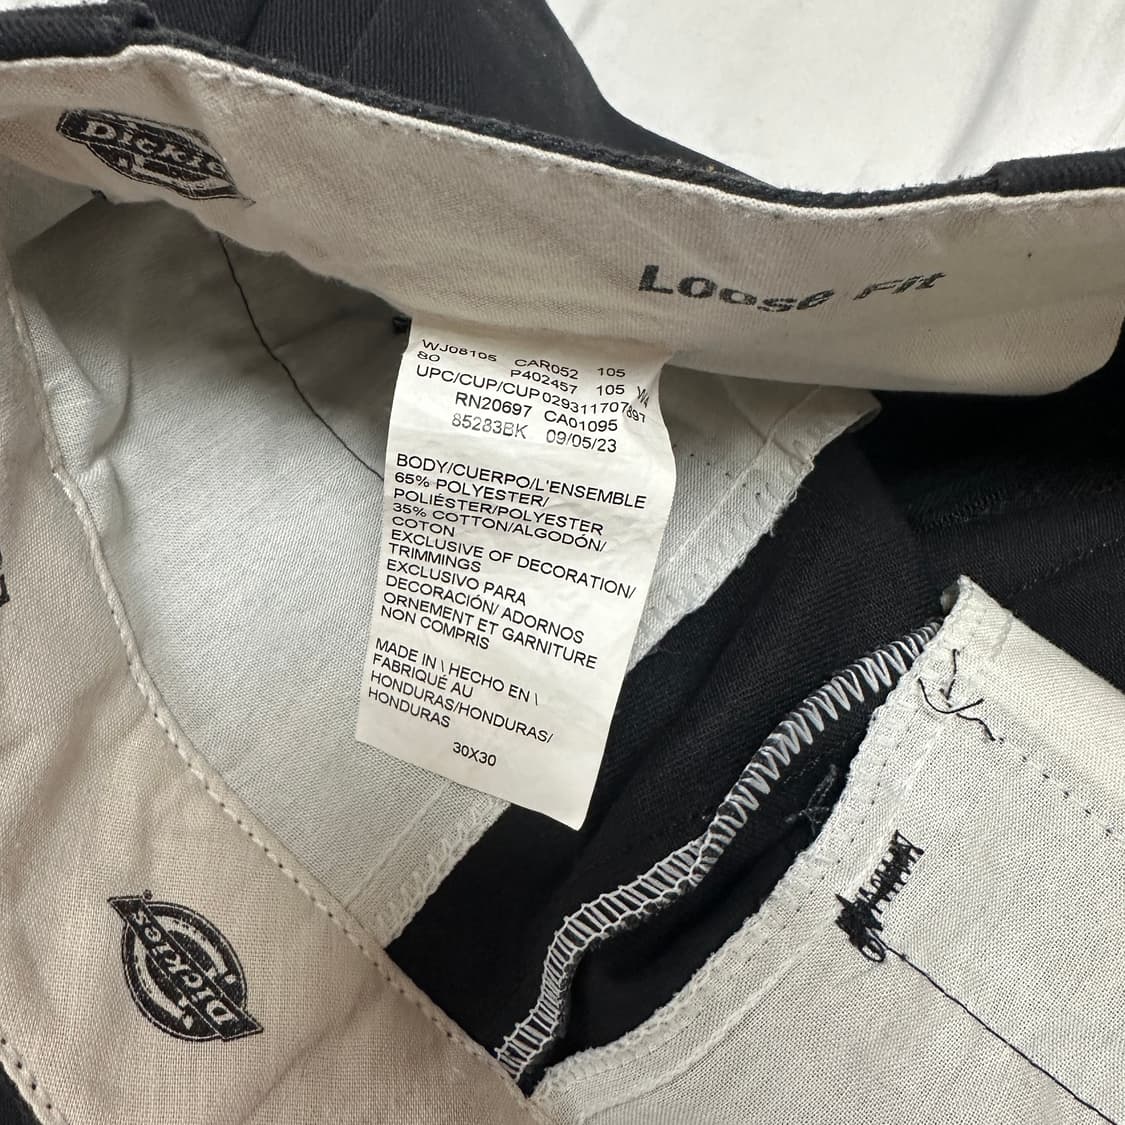 Dickies
Loose Fit
WJ08105 CAR052 105
80 P402457 105
UPC/CUP/CUP 029311707897
RN20697 CA01095
85283BK 09/05/23
BODY/CUERPO/L'ENSEMBLE
65% POLYESTER/
POLIÉSTER/POLYESTER
35% COTTON/ALGODÓN/
COTON
EXCLUSIVE OF DECORATION/
TRIMMINGS
EXCLUSIVO PARA
DECORACIÓN/ ADORNOS
ORNEMENT ET GARNITURE
NON COMPRIS
MADE IN \ HECHO EN \
FABRIQUÉ AU
HONDURAS/HONDURAS/
HONDURAS
30X30
Dickies